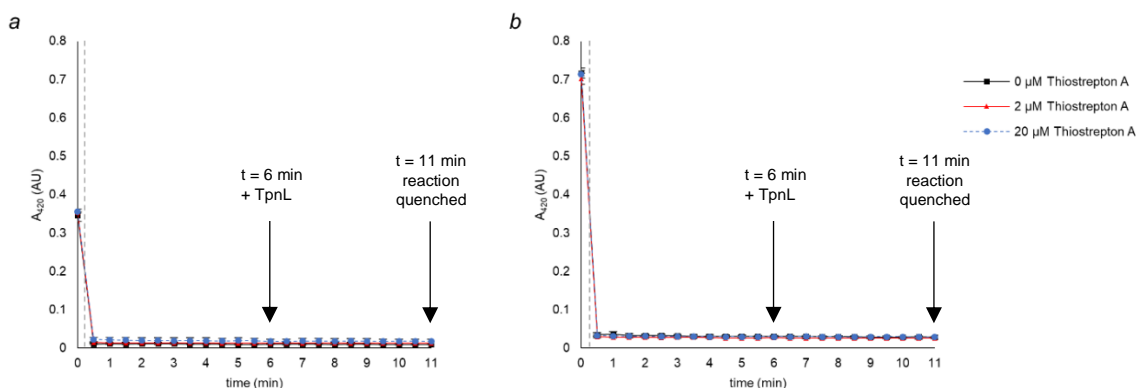 a
0.8
0.7
0.6
0.5
0.4
0.3
0.2
0.1
0
A420 (AU)
t = 6 min
+ TpnL
t = 11 min
reaction
quenched
0 1 2 3 4 5 6 7 8 9 10 11
time (min)
b
0.8
0.7
0.6
0.5
0.4
0.3
0.2
0.1
0
A420 (AU)
t = 6 min
+ TpnL
t = 11 min
reaction
quenched
0 1 2 3 4 5 6 7 8 9 10 11
time (min)
0 µM Thiostrepton A
2 µM Thiostrepton A
20 µM Thiostrepton A